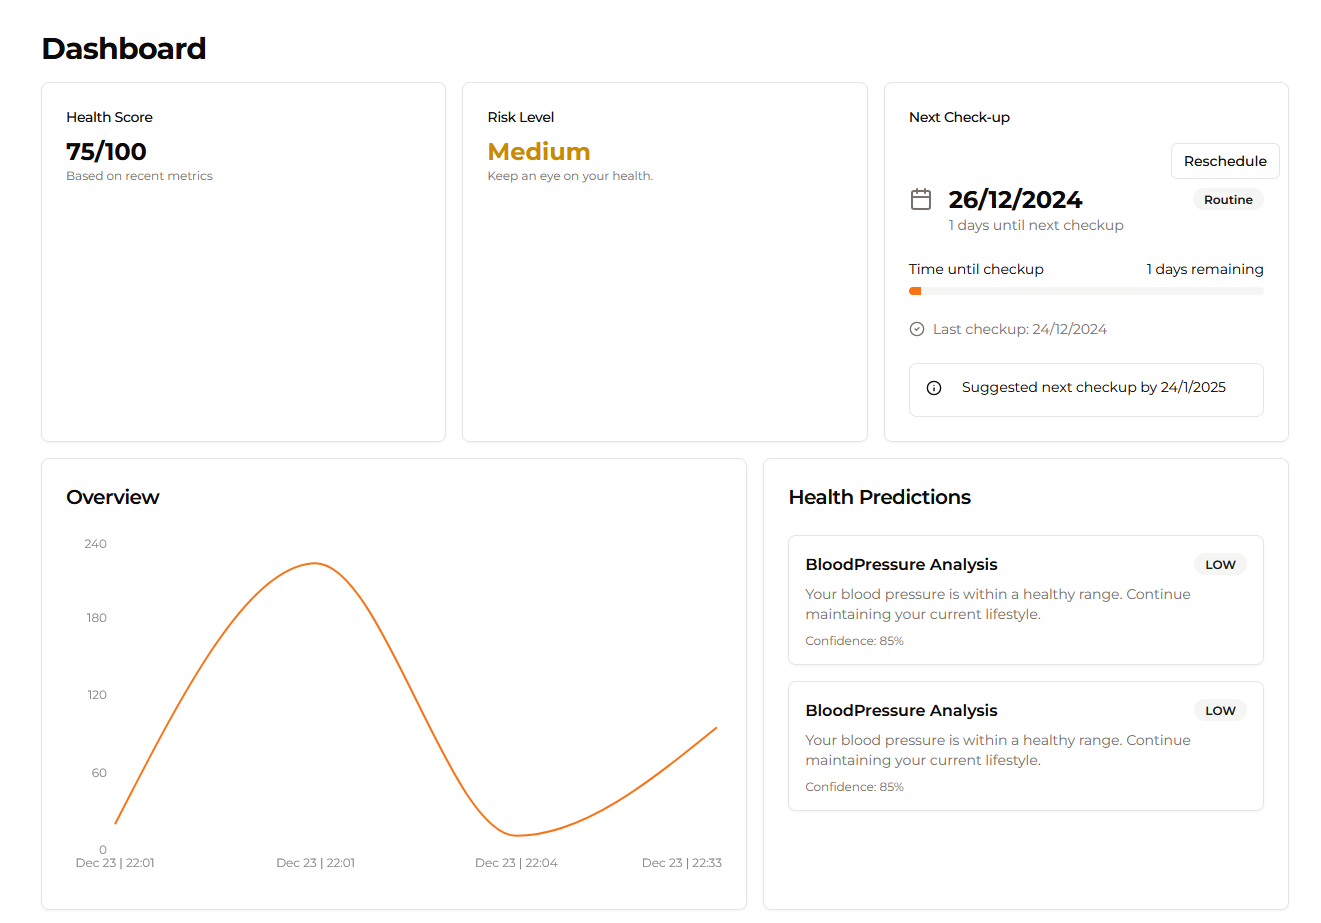 Dashboard
Health Score
75/100
Based on recent metrics
Risk Level
Medium
Keep an eye on your health.
Next Check-up
Reschedule
26/12/2024
Routine
1 days until next checkup
Time until checkup
1 days remaining
Last checkup: 24/12/2024
Suggested next checkup by 24/1/2025
Overview
240
180
120
60
0
Dec 23 | 22:01
Dec 23 | 22:01
Dec 23 | 22:04
Dec 23 | 22:33
Health Predictions
BloodPressure Analysis
LOW
Your blood pressure is within a healthy range. Continue
maintaining your current lifestyle.
Confidence: 85%
BloodPressure Analysis
LOW
Your blood pressure is within a healthy range. Continue
maintaining your current lifestyle.
Confidence: 85%